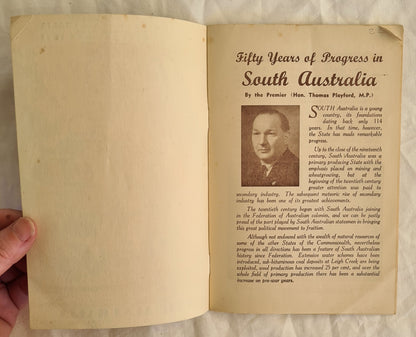 Fifty Years of Progress in
South Australia
By the Premier (Hon. Thomas Playford, M.P.)
SOUTH Australia is a young
country, its foundations
dating back only 114
years. In that time, however,
the State has made remarkable
progress.
Up to the close of the nineteenth
century, South Australia was a
primary producing State with the
emphasis placed on mining and
wheatgrowing, but at the
beginning of the twentieth century
greater attention was paid to
secondary industry. The subsequent meteoric rise of secondary
industry has been one of its greatest achievements.
The twentieth century began with South Australia joining
in the Federation of Australian colonies, and we can be justly
proud of the part played by South Australian statesmen in bringing
this great political movement to fruition.
Although not endowed with the wealth of natural resources of
some of the other States of the Commonwealth, nevertheless
progress in all directions has been a feature of South Australian
history since Federation. Extensive water schemes have been
introduced, sub-bituminous coal deposits at Leigh Creek are being
exploited, wool production has increased 25 per cent, and over the
whole field of primary production there has been a substantial
increase on pre-war years.